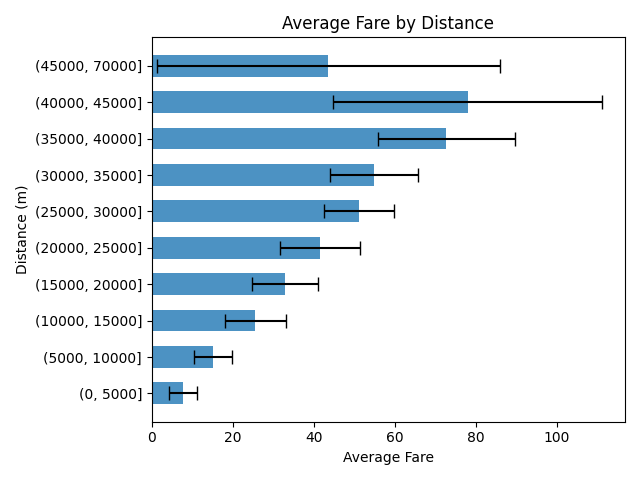 Average Fare by Distance
(45000, 70000]
(40000, 45000]
(35000, 40000]
(30000, 35000]
(25000, 30000]
(20000, 25000]
(15000, 20000]
(10000, 15000]
(5000, 10000]
(0, 5000]
Distance (m)
0 20 40 60 80 100
Average Fare